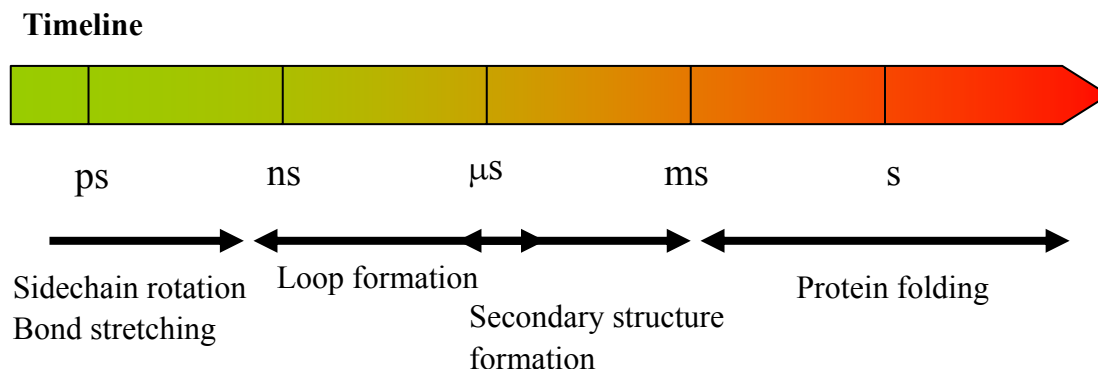 Timeline
ps ns μs ms s
Sidechain rotation
Bond stretching
Loop formation
Secondary structure
formation
Protein folding